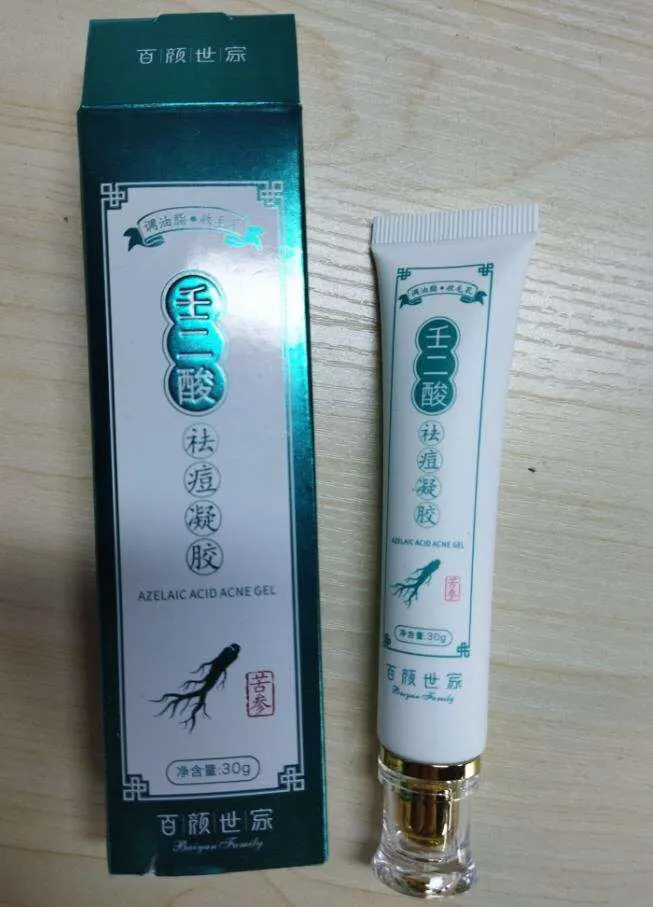 百颜世家
调油脂•收毛孔
壬二酸
祛痘凝胶
AZELAIC ACID ACNE GEL
苦参
净含量:30g
百颜世家
Baiyan Family
调油脂•收毛孔
壬二酸
祛痘凝胶
AZELAIC ACID ACNE GEL
苦参
净含量:30g
百颜世家
Baiyan Family